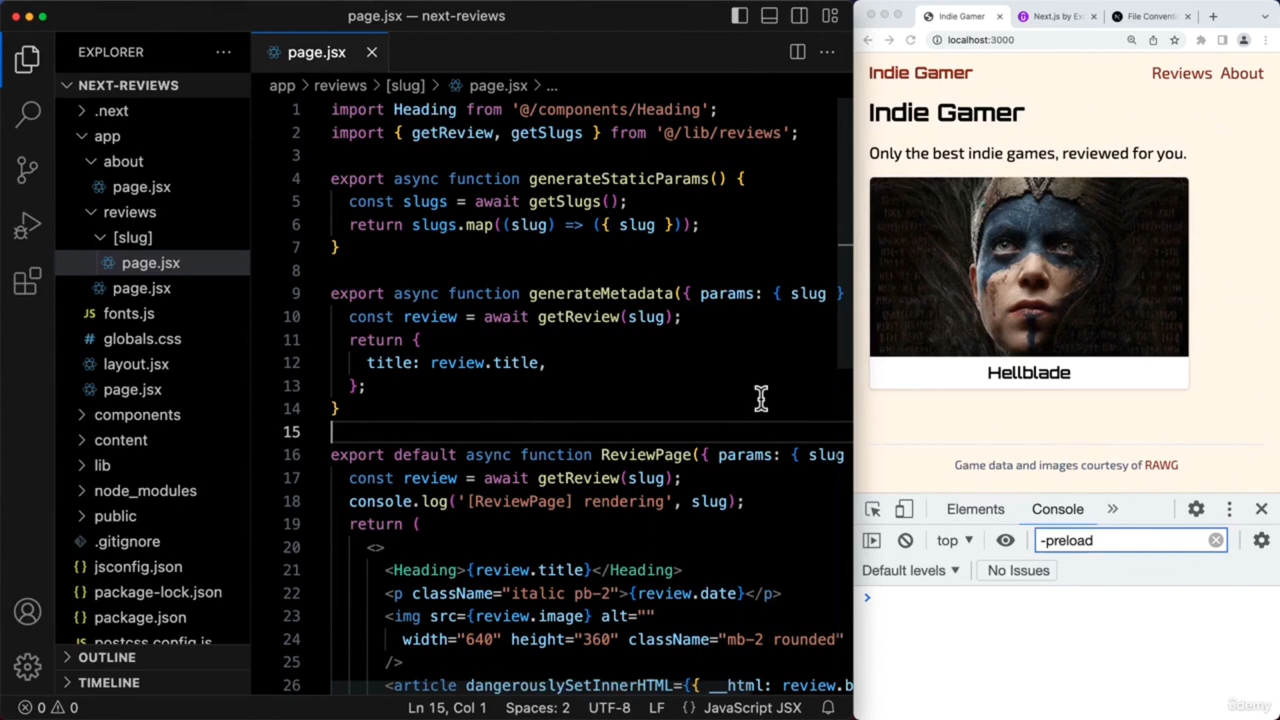 page.jsx — next-reviews
EXPLORER
NEXT-REVIEWS
.next
app
about
page.jsx
reviews
[slug]
page.jsx
page.jsx
fonts.js
globals.css
layout.jsx
page.jsx
components
content
lib
node_modules
public
.gitignore
jsconfig.json
package-lock.json
package.json
postcss.config.js
OUTLINE
TIMELINE
page.jsx
app > reviews > [slug] > page.jsx > ...
1 import Heading from '@/components/Heading';
2 import { getReview, getSlugs } from '@/lib/reviews';
3
4 export async function generateStaticParams() {
5 const slugs = await getSlugs();
6 return slugs.map((slug) => ({ slug }));
7 }
8
9 export async function generateMetadata({ params: { slug }
10 const review = await getReview(slug);
11 return {
12 title: review.title,
13 };
14 }
15
16 export default async function ReviewPage({ params: { slug
17 const review = await getReview(slug);
18 console.log('[ReviewPage] rendering', slug);
19 return (
20 <>
21 <Heading>{review.title}</Heading>
22 <p className="italic pb-2">{review.date}</p>
23 <img src={review.image} alt=""
24 width="640" height="360" className="mb-2 rounded"
25 />
26 <article dangerouslySetInnerHTML={{ __html: review.b
0 0
Ln 15, Col 1 Spaces: 2 UTF-8 LF {} JavaScript JSX
Indie Gamer
Next.js by Exa
File Conventi
localhost:3000
Indie Gamer
Reviews About
Indie Gamer
Only the best indie games, reviewed for you.
Hellblade
Game data and images courtesy of RAWG
Elements Console
top
-preload
Default levels
No Issues
ûdemy